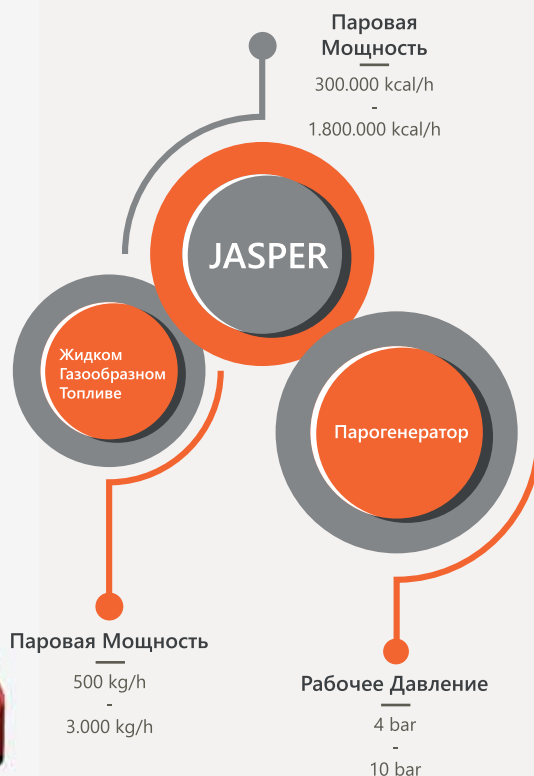 Паровая
Мощность
300.000 kcal/h
-
1.800.000 kcal/h
JASPER
Жидком
Газообразном
Топливе
Парогенератор
Паровая Мощность
500 kg/h
-
3.000 kg/h
Рабочее Давление
4 bar
-
10 bar